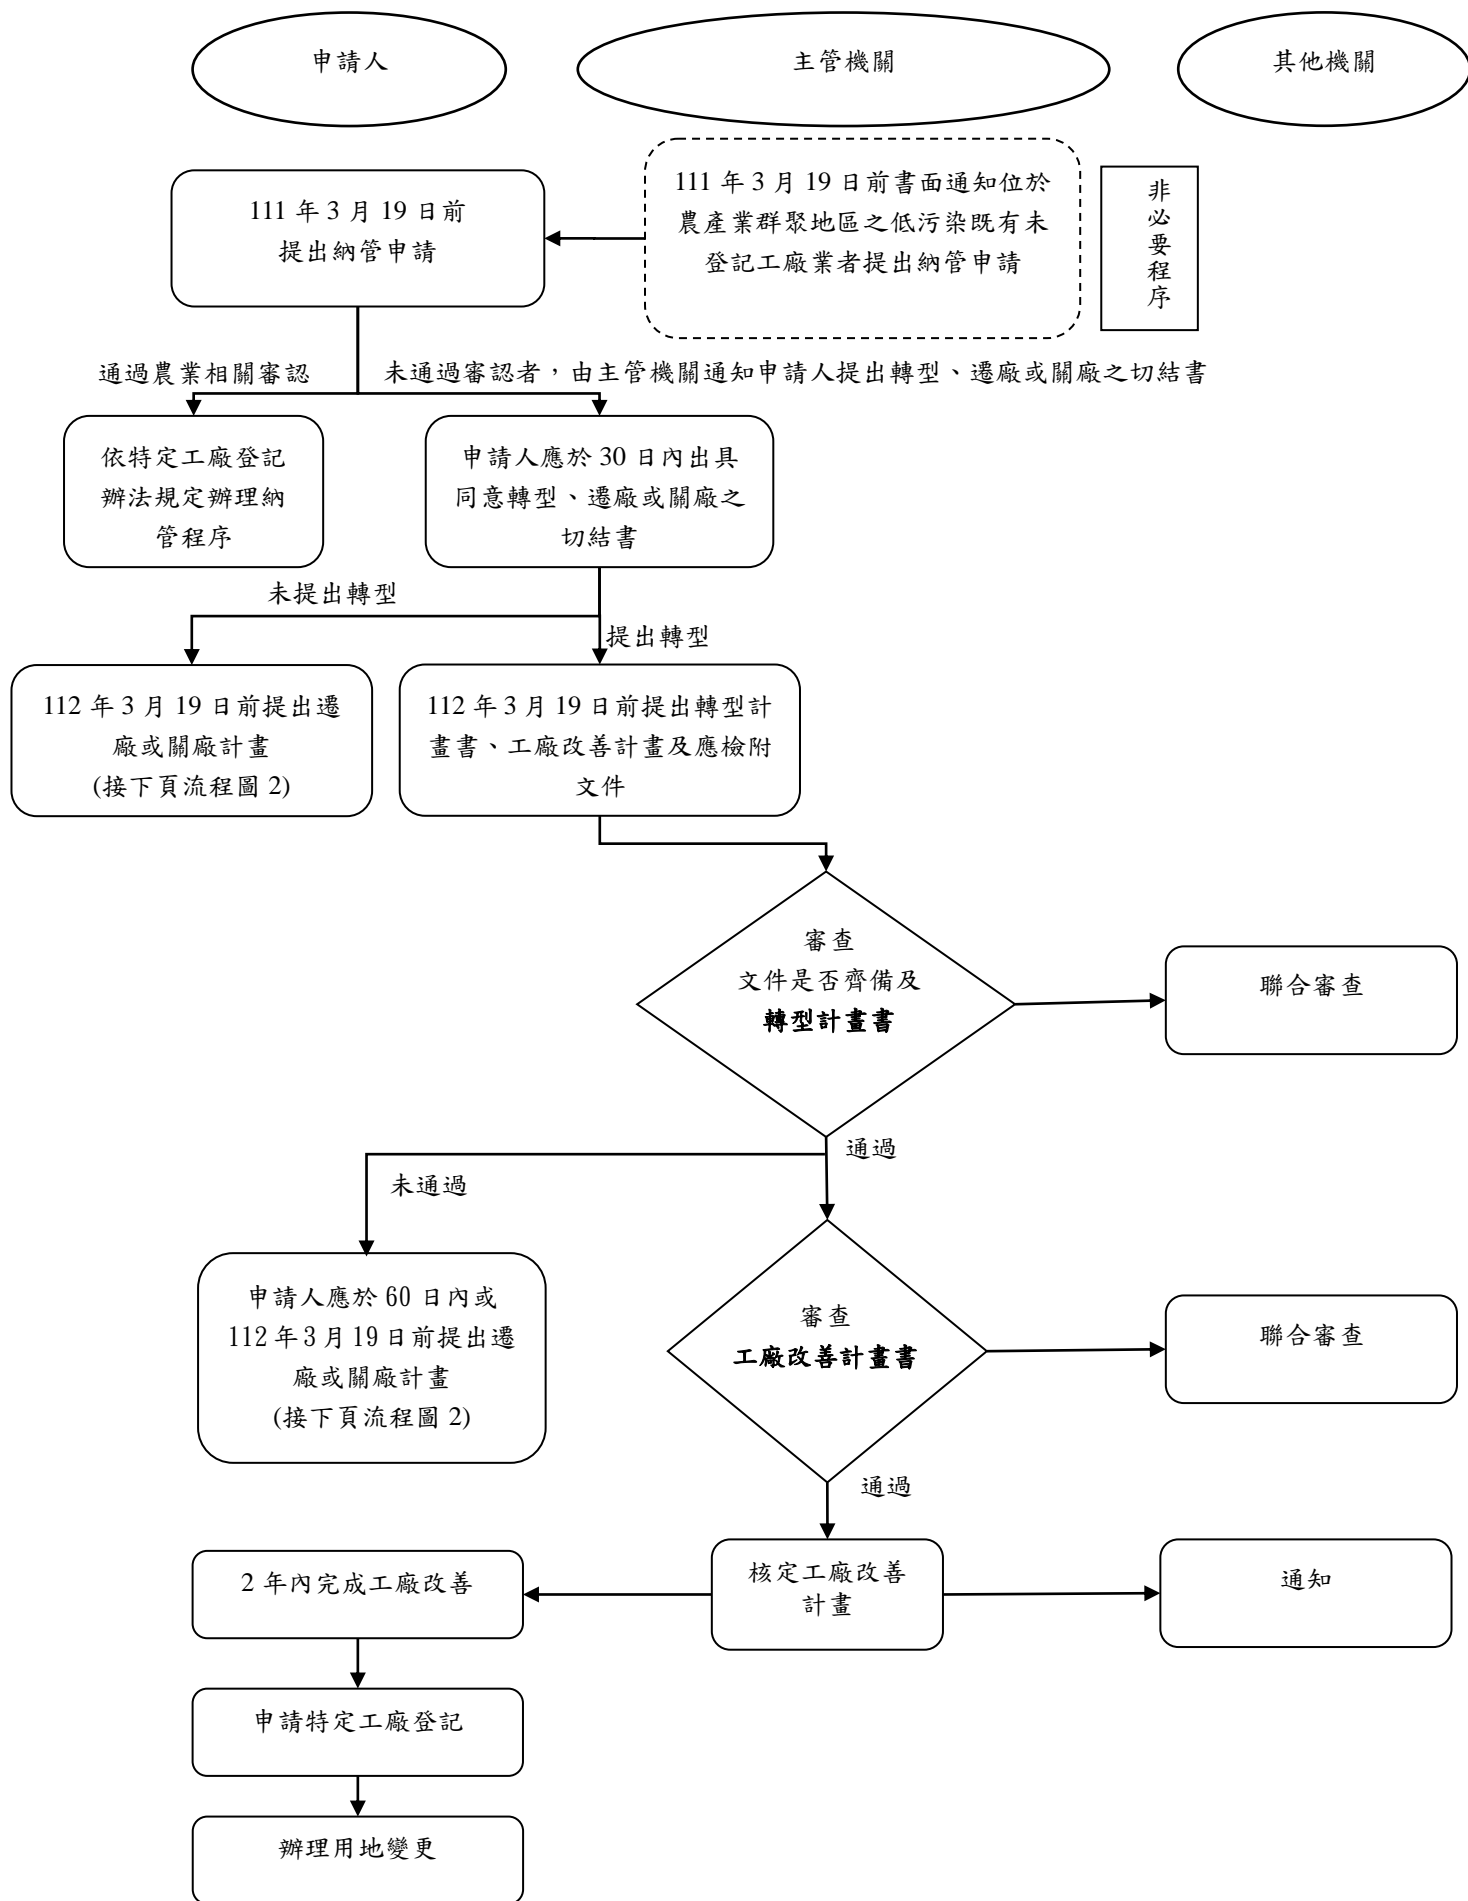 申請人
主管機關
其他機關
111 年 3 月 19 日前
提出納管申請
111 年 3 月 19 日前書面通知位於
農產業群聚地區之低污染既有未
登記工廠業者提出納管申請
非必要程序
通過農業相關審認
未通過審認者，由主管機關通知申請人提出轉型、遷廠或關廠之切結書
依特定工廠登記
辦法規定辦理納
管程序
申請人應於 30 日內出具
同意轉型、遷廠或關廠之
切結書
未提出轉型
提出轉型
112 年 3 月 19 日前提出遷
廠或關廠計畫
(接下頁流程圖 2)
112 年 3 月 19 日前提出轉型計
畫書、工廠改善計畫及應檢附
文件
審查
文件是否齊備及
轉型計畫書
聯合審查
通過
未通過
申請人應於 60 日內或
112 年 3 月 19 日前提出遷
廠或關廠計畫
(接下頁流程圖 2)
審查
工廠改善計畫書
聯合審查
通過
2 年內完成工廠改善
核定工廠改善
計畫
通知
申請特定工廠登記
辦理用地變更